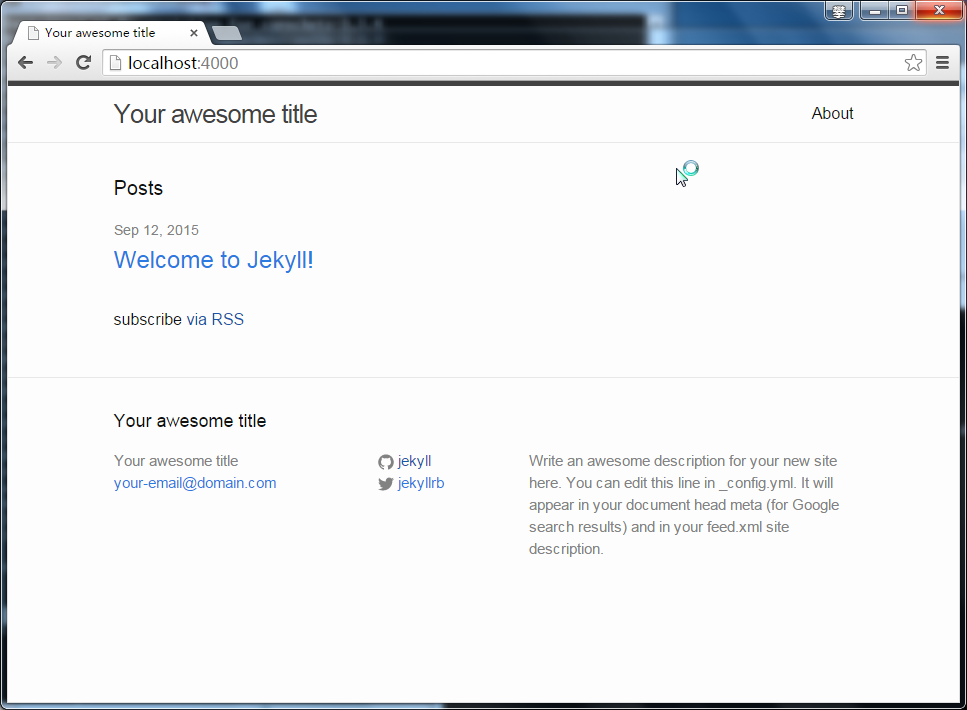 Your awesome title
localhost:4000
Your awesome title
About
Posts
Sep 12, 2015
Welcome to Jekyll!
subscribe via RSS
Your awesome title
Your awesome title
your-email@domain.com
jekyll
jekyllrb
Write an awesome description for your new site
here. You can edit this line in _config.yml. It will
appear in your document head meta (for Google
search results) and in your feed.xml site
description.